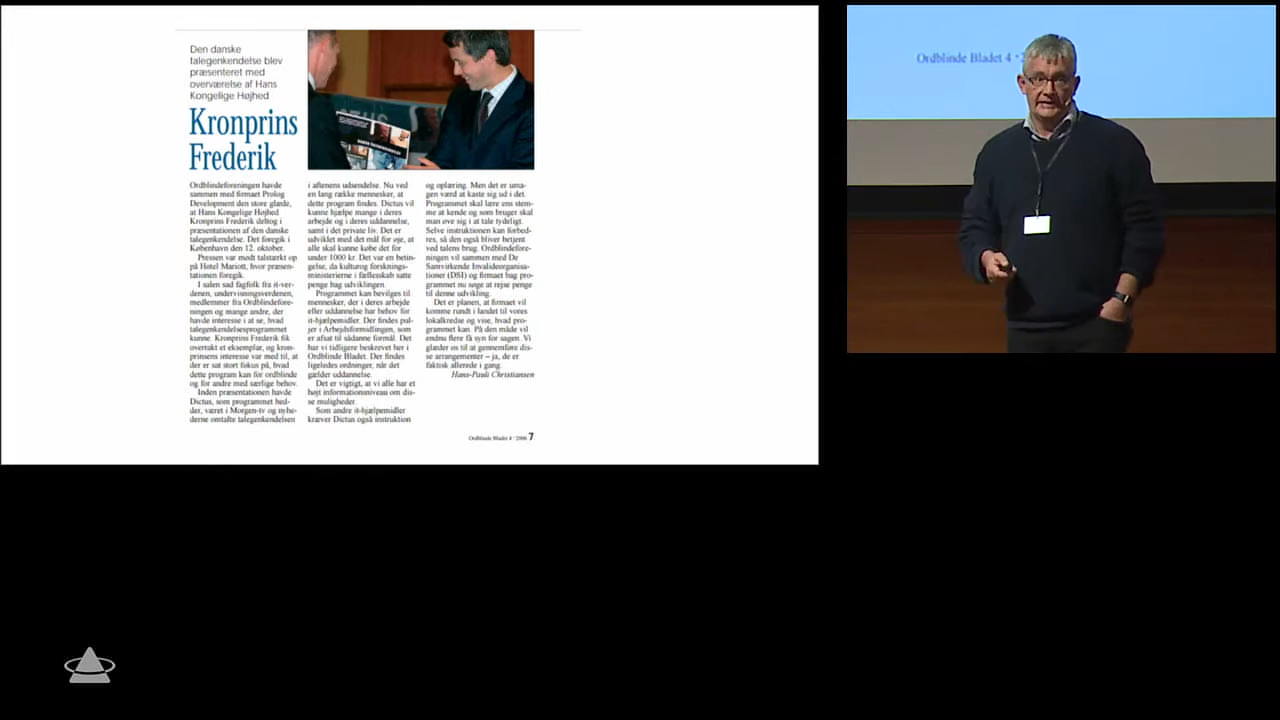 Den danske
talegenkendelse blev
præsenteret med
overværelse af Hans
Kongelige Højhed
Kronprins
Frederik
Ordblindeforeningen havde
sammen med firmaet Prolog
Development den store glæde,
at Hans Kongelige Højhed
Kronprins Frederik deltog i
præsentationen af den danske
talegenkendelse. Det foregik i
København den 12. oktober.
Pressen var mødt talstærkt op
på Hotel Mariott, hvor præsen-
tationen foregik.
I salen sad fagfolk fra it-ver-
denen, undervisningsverdenen,
medlemmer fra Ordblindefore-
ningen og mange andre, der
havde interesse i at se, hvad
talegenkendelsesprogrammet
kunne. Kronprins Frederik fik
overrakt et eksemplar, og kron-
prinsens interesse var med til, at
der er sat stort fokus på, hvad
dette program kan for ordblinde
og for andre med særlige behov.
Inden præsentationen havde
Dictus, som programmet hed-
der, været i Morgen-tv og nyhe-
derne omtalte talegenkendelsen
i aftenens udsendelse. Nu ved
en lang række mennesker, at
dette program findes. Dictus vil
kunne hjælpe mange i deres
arbejde og i deres uddannelse,
samt i det private liv. Det er
udviklet med det mål for øje, at
alle skal kunne købe det for
under 1000 kr. Det var en betin-
gelse, da kulturog forsknings-
ministerierne i fællesskab satte
penge bag udviklingen.
Programmet kan bevilges til
mennesker, der i deres arbejde
eller uddannelse har behov for
it-hjælpemidler. Der findes pul-
jer i Arbejdsformidlingen, som
er afsat til sådanne formål. Det
har vi tidligere beskrevet her i
Ordblinde Bladet. Der findes
ligeledes ordninger, når det
gælder uddannelse.
Det er vigtigt, at vi alle har et
højt informationsniveau om dis-
se muligheder.
Som andre it-hjælpemidler
kræver Dictus også instruktion
og oplæring. Men det er uma-
gen værd at kaste sig ud i det.
Programmet skal lære ens stem-
me at kende og som bruger skal
man øve sig i at tale tydeligt.
Selve instruktionen kan forbed-
res, så den også bliver betjent
ved talens brug. Ordblindefore-
ningen vil sammen med De
Samvirkende Invalideorganisa-
tioner (DSI) og firmaet bag pro-
grammet nu søget at rejse penge
til denne udvikling.
Det er planen, at firmaet vil
komme rundt i landet til vores
lokalkredse og vise, hvad pro-
grammet kan. På den måde vil
endnu flere få syn for sagen. Vi
glæder os til at gennemføre dis-
se arrangementer – ja, de er
faktisk allerede i gang.
Hans-Pauli Christiansen
Ordblinde Bladet 4 · 2006 7
Ordblinde Bladet 4 · 2